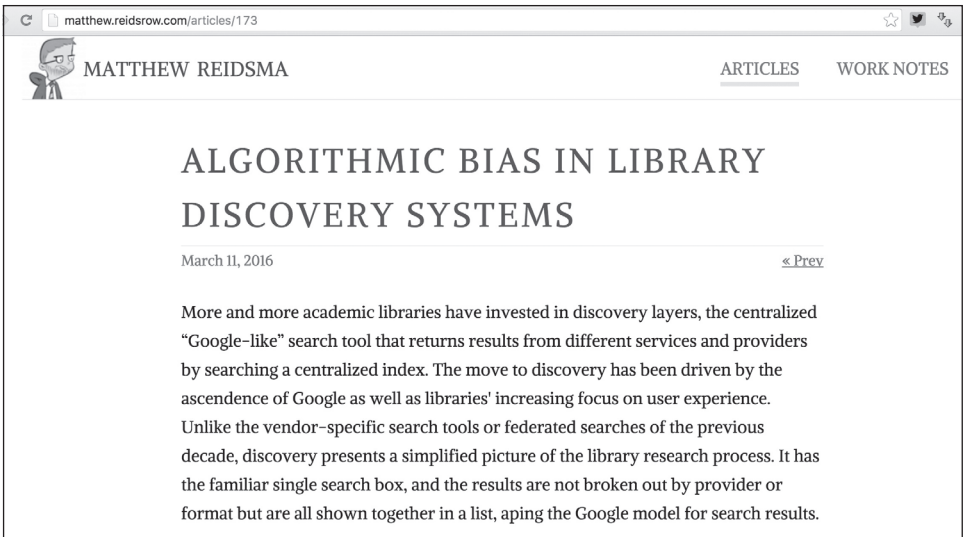 matthew.reidsrow.com/articles/173
MATTHEW REIDSMA
ARTICLES
WORK NOTES
ALGORITHMIC BIAS IN LIBRARY
DISCOVERY SYSTEMS
March 11, 2016
« Prev
More and more academic libraries have invested in discovery layers, the centralized
“Google-like” search tool that returns results from different services and providers
by searching a centralized index. The move to discovery has been driven by the
ascendence of Google as well as libraries' increasing focus on user experience.
Unlike the vendor-specific search tools or federated searches of the previous
decade, discovery presents a simplified picture of the library research process. It has
the familiar single search box, and the results are not broken out by provider or
format but are all shown together in a list, aping the Google model for search results.